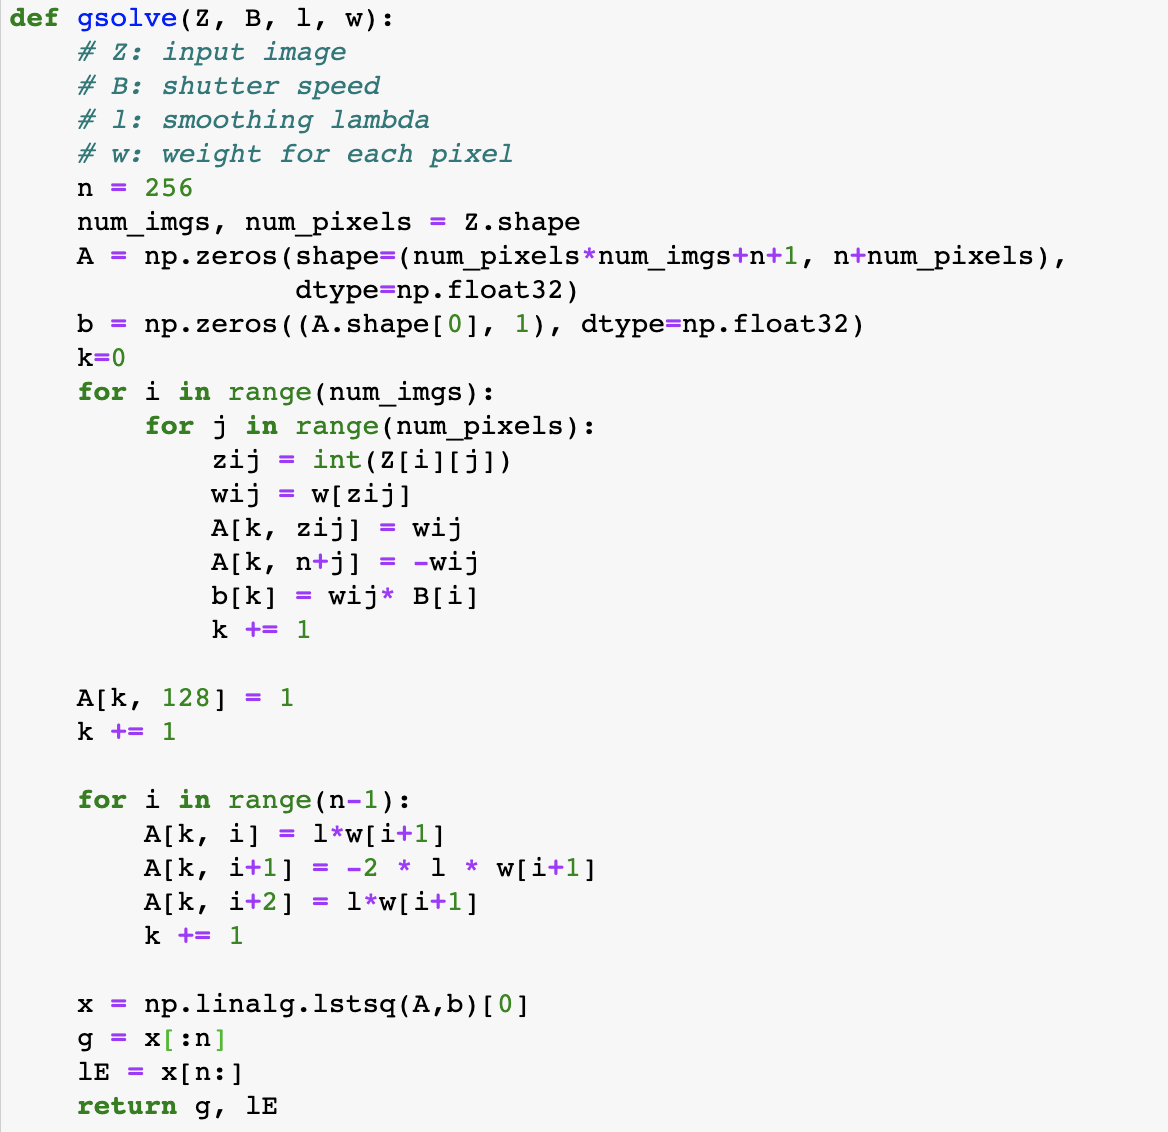 def gsolve(Z, B, l, w):
    # Z: input image
    # B: shutter speed
    # l: smoothing lambda
    # w: weight for each pixel
    n = 256
    num_imgs, num_pixels = Z.shape
    A = np.zeros(shape=(num_pixels*num_imgs+n+1, n+num_pixels),
                 dtype=np.float32)
    b = np.zeros((A.shape[0], 1), dtype=np.float32)
    k=0
    for i in range(num_imgs):
        for j in range(num_pixels):
            zij = int(Z[i][j])
            wij = w[zij]
            A[k, zij] = wij
            A[k, n+j] = -wij
            b[k] = wij* B[i]
            k += 1

    A[k, 128] = 1
    k += 1

    for i in range(n-1):
        A[k, i] = l*w[i+1]
        A[k, i+1] = -2 * l * w[i+1]
        A[k, i+2] = l*w[i+1]
        k += 1

    x = np.linalg.lstsq(A,b)[0]
    g = x[:n]
    lE = x[n:]
    return g, lE